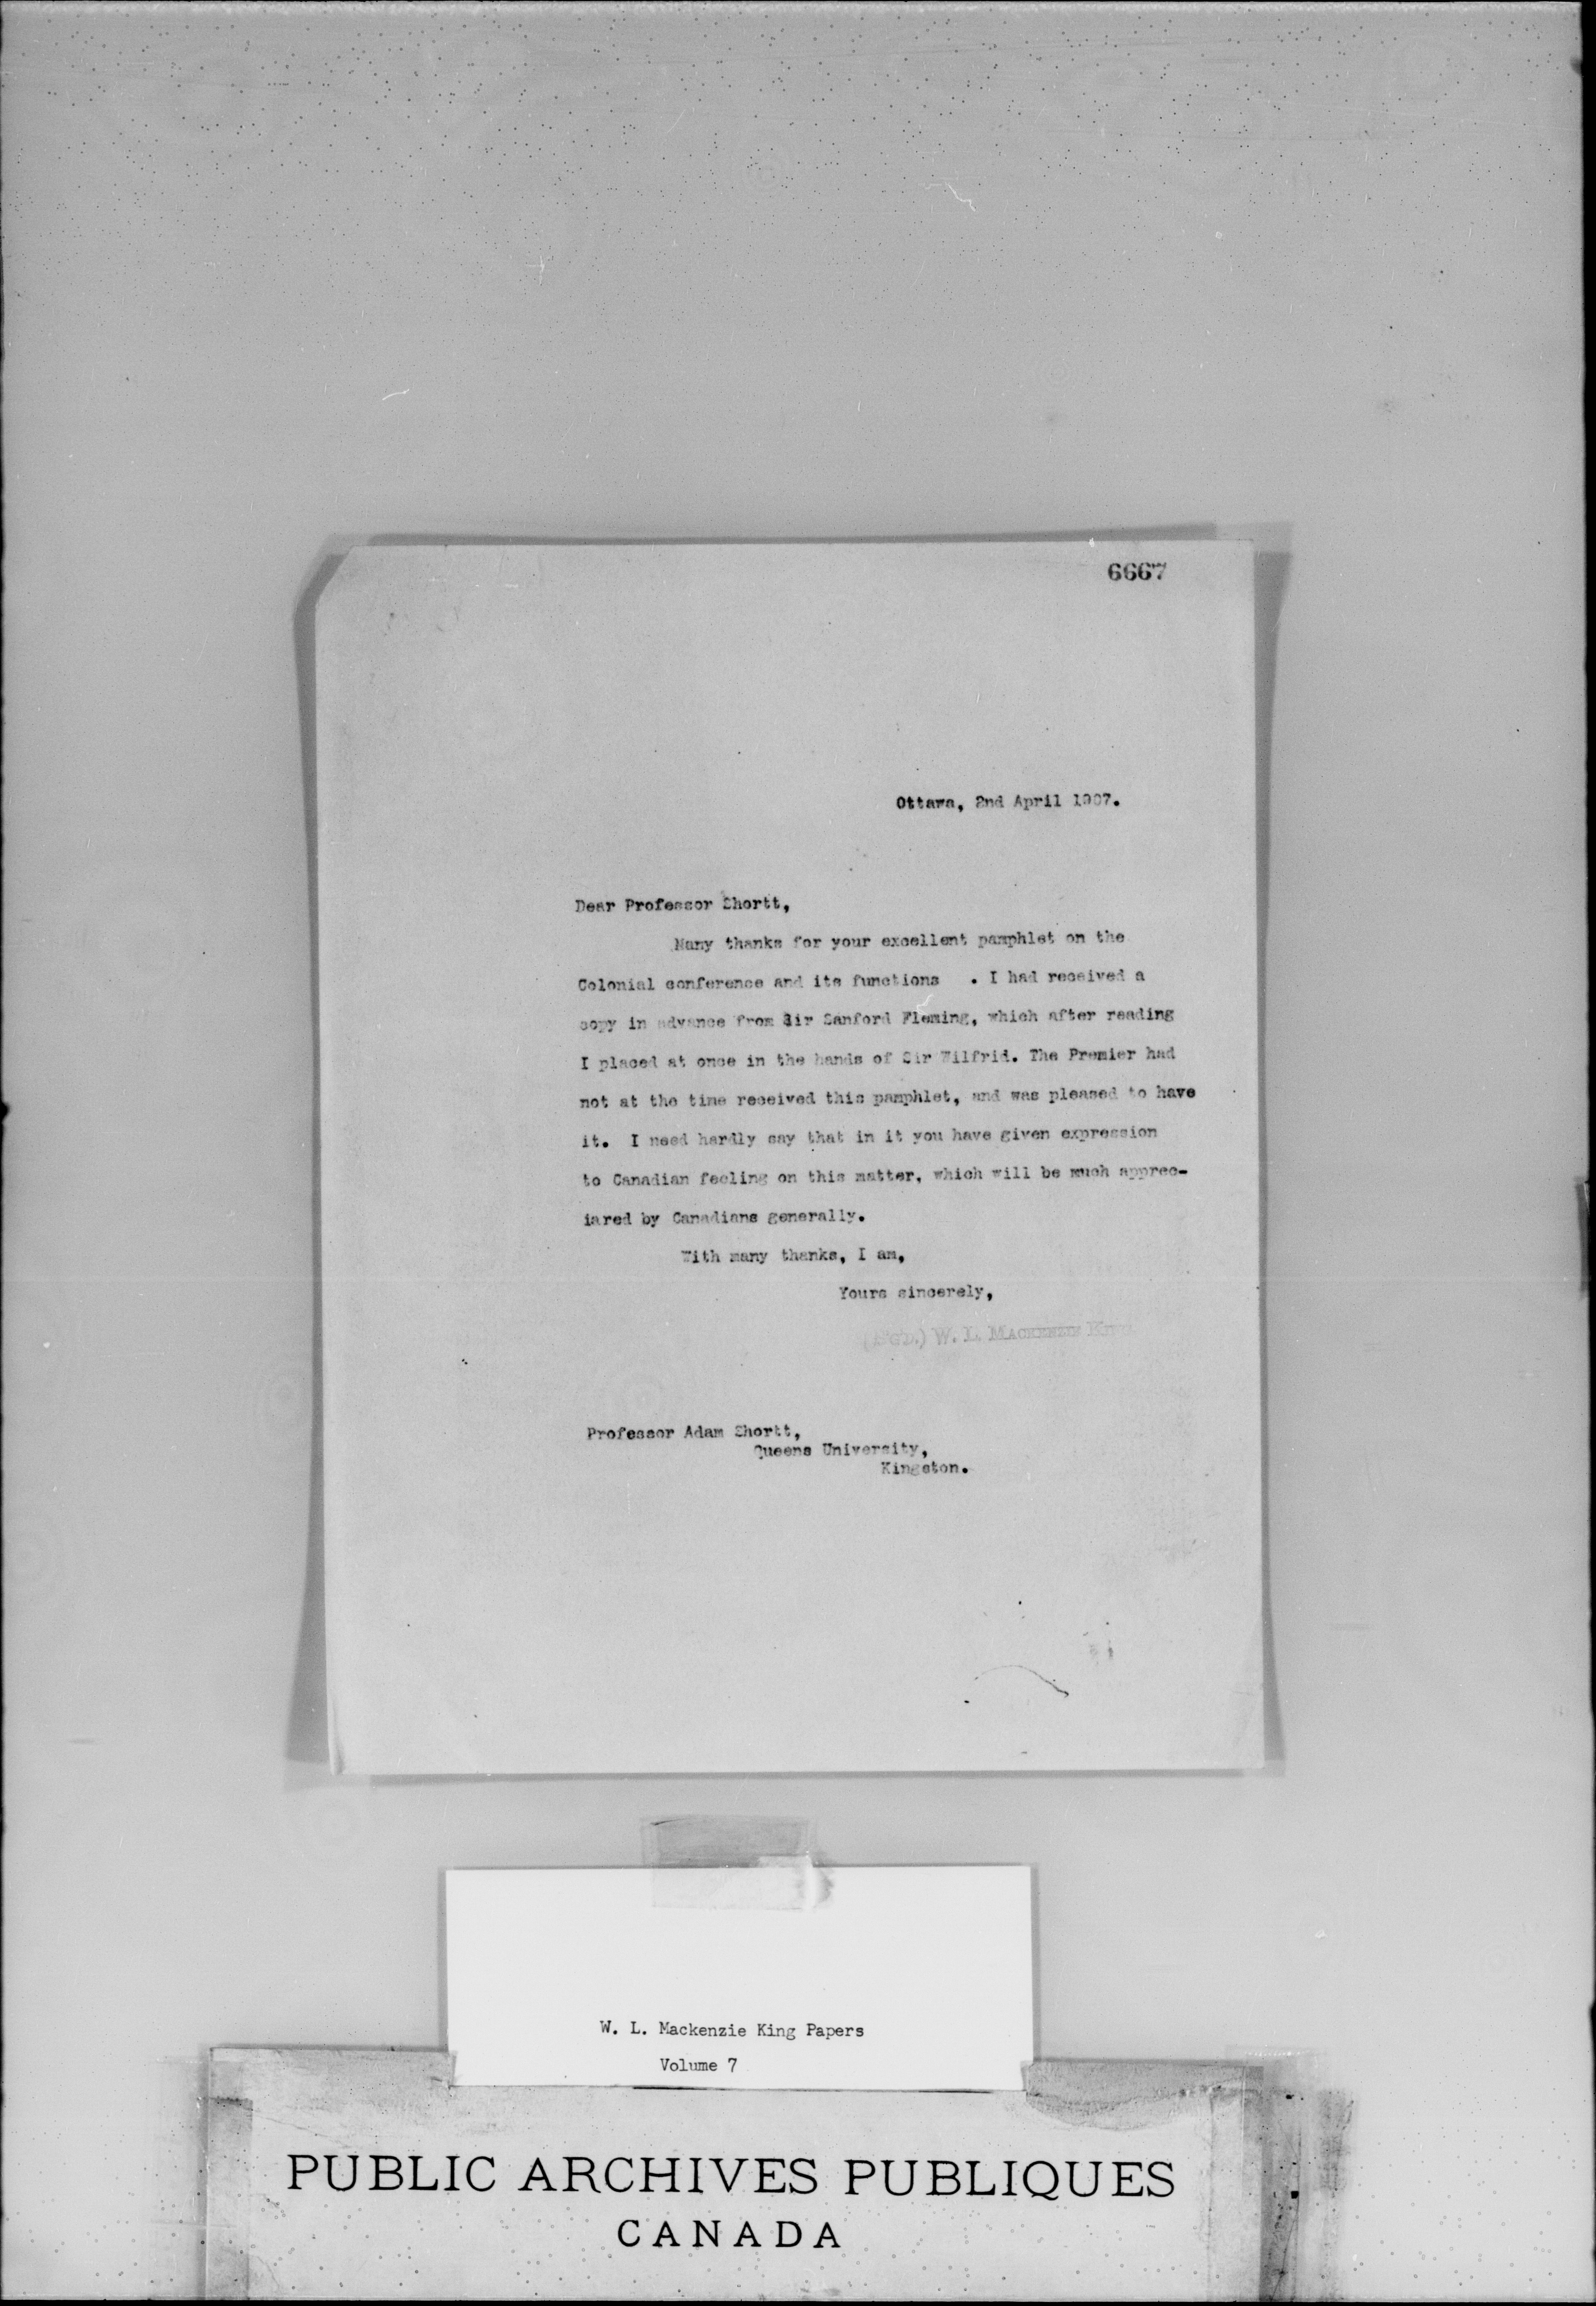 6667
Ottawa, 2nd April 1907.
Dear Professor Shortt,
Many thanks for your excellent pamphlet on the
Colonial conference and its functions . I had received a
copy in advance from Sir Sanford Fleming, which after reading
I placed at once in the hands of Sir Wilfrid. The Premier had
not at the time received this pamphlet, and was pleased to have
it. I need hardly say that in it you have given expression
to Canadian feeling on this matter, which will be much apprec-
iared by Canadians generally.
With many thanks, I am,
Yours sincerely,
(SGD.) W. L. MACKENZIE KING
Professor Adam Shortt,
Queens University,
Kingston.
W. L. Mackenzie King Papers
Volume 7
PUBLIC ARCHIVES PUBLIQUES
CANADA